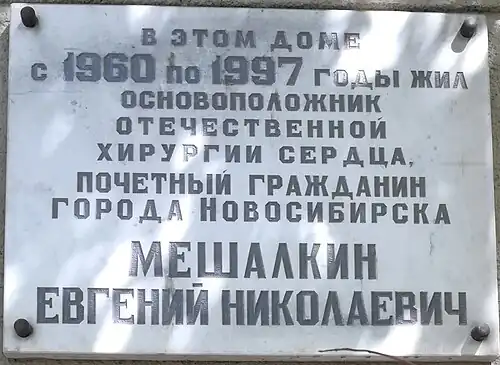 В ЭТОМ ДОМЕ
С 1960 ПО 1997 ГОДЫ ЖИЛ
ОСНОВОПОЛОЖНИК
ОТЕЧЕСТВЕННОЙ
ХИРУРГИИ СЕРДЦА,
ПОЧЕТНЫЙ ГРАЖДАНИН
ГОРОДА НОВОСИБИРСКА
МЕШАЛКИН
ЕВГЕНИЙ НИКОЛАЕВИЧ